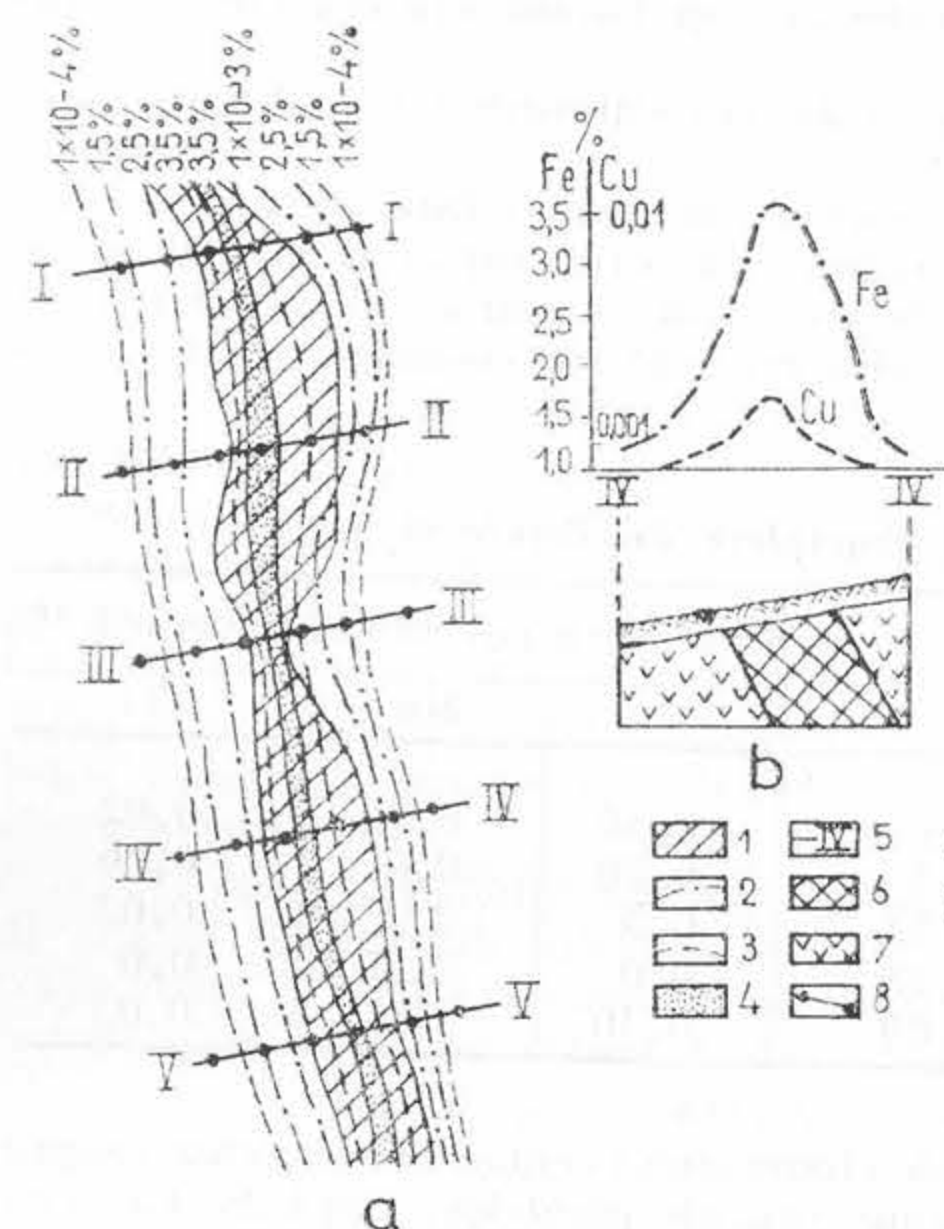 1×10-4%
1,5%
2,5%
3,5%
3,5%
1×10-3%
2,5%
1,5%
1×10-4%
I I
II II
III III
IV IV
V V
a
%
Fe Cu
3,5 0,01
3,0
2,5
2,0
1,5 0,001
1,0
Fe
Cu
IV IV
b
1 IV 5
2 6
3 7
4 8